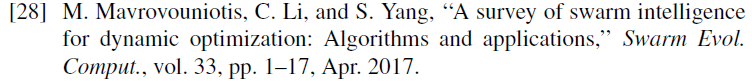 [28] M. Mavrovouniotis, C. Li, and S. Yang, “A survey of swarm intelligence
for dynamic optimization: Algorithms and applications,” Swarm Evol.
Comput., vol. 33, pp. 1–17, Apr. 2017.